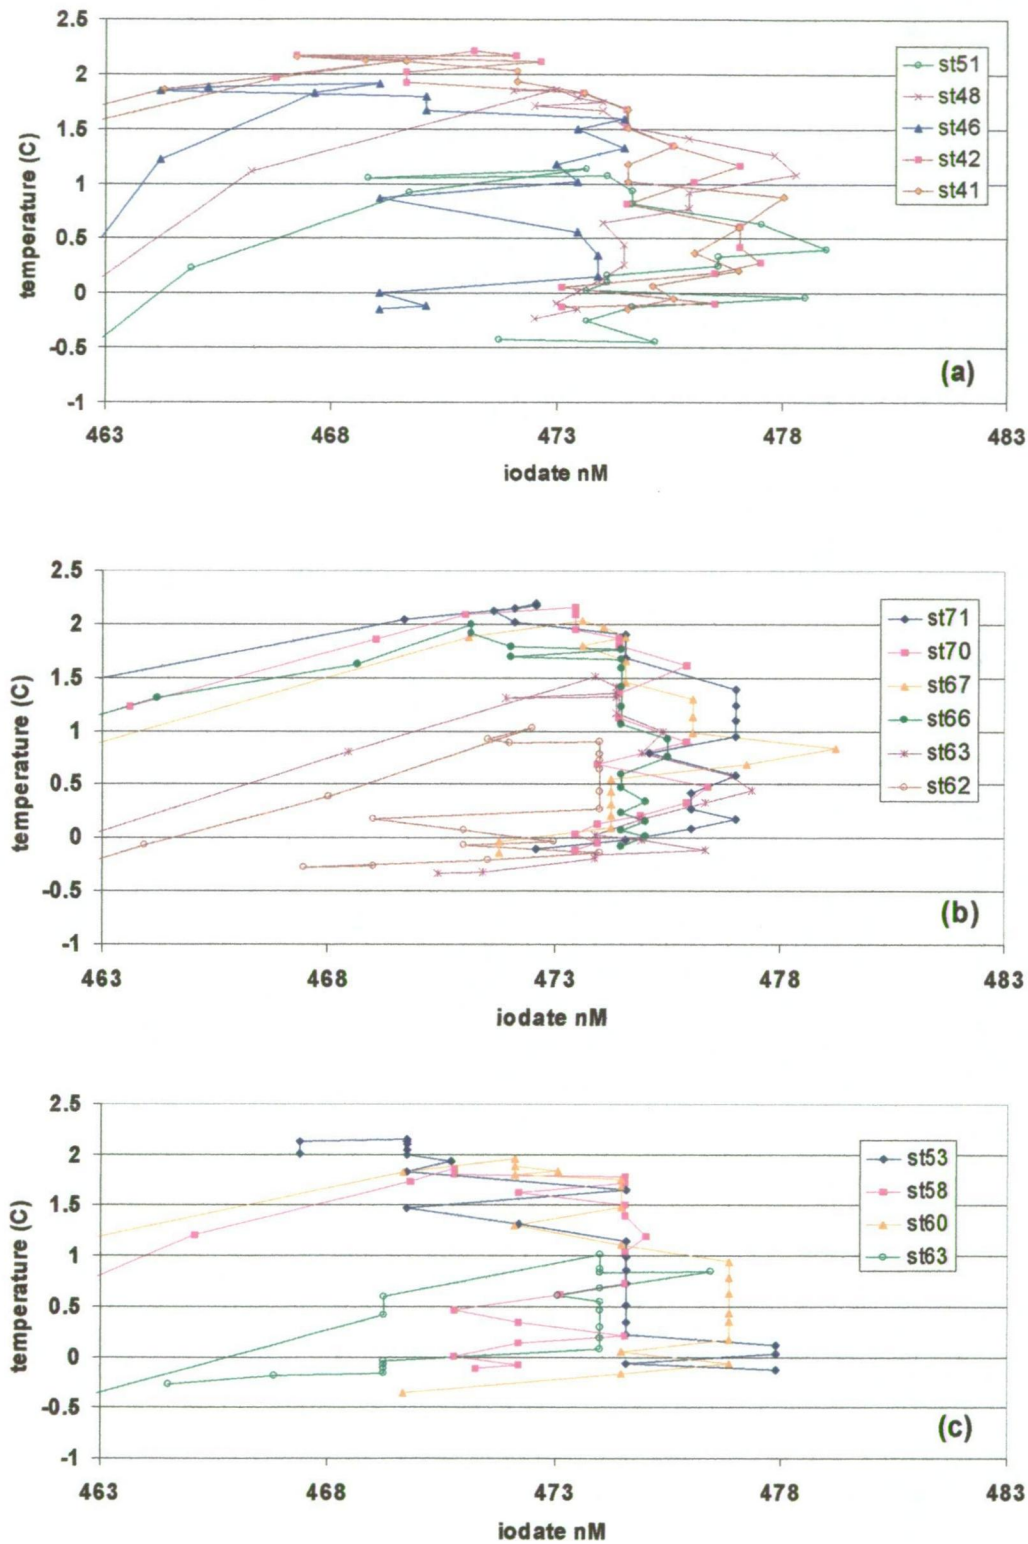 2.5
2
1.5
1
0.5
0
-0.5
-1
temperature (C)
463
468
473
478
483
iodate nM
st51
st48
st46
st42
st41
(a)
2.5
2
1.5
1
0.5
0
-0.5
-1
temperature (C)
463
468
473
478
483
iodate nM
st71
st70
st67
st66
st63
st62
(b)
2.5
2
1.5
1
0.5
0
-0.5
-1
temperature (C)
463
468
473
478
483
iodate nM
st53
st58
st60
st63
(c)